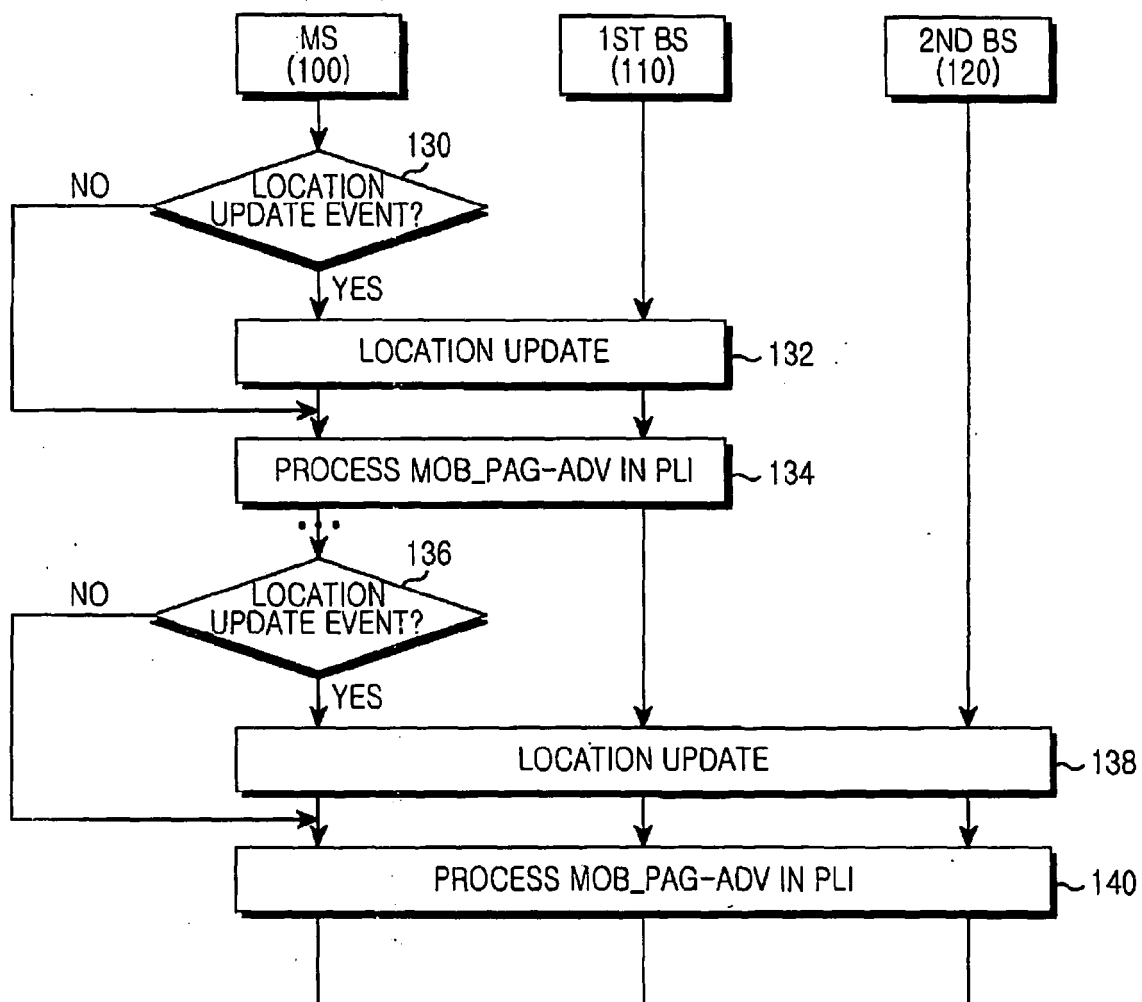 MS
(100)
1ST BS
(110)
2ND BS
(120)
130
NO
LOCATION
UPDATE EVENT?
YES
LOCATION UPDATE
132
PROCESS MOB_PAG-ADV IN PLI
134
136
NO
LOCATION
UPDATE EVENT?
YES
LOCATION UPDATE
138
PROCESS MOB_PAG-ADV IN PLI
140